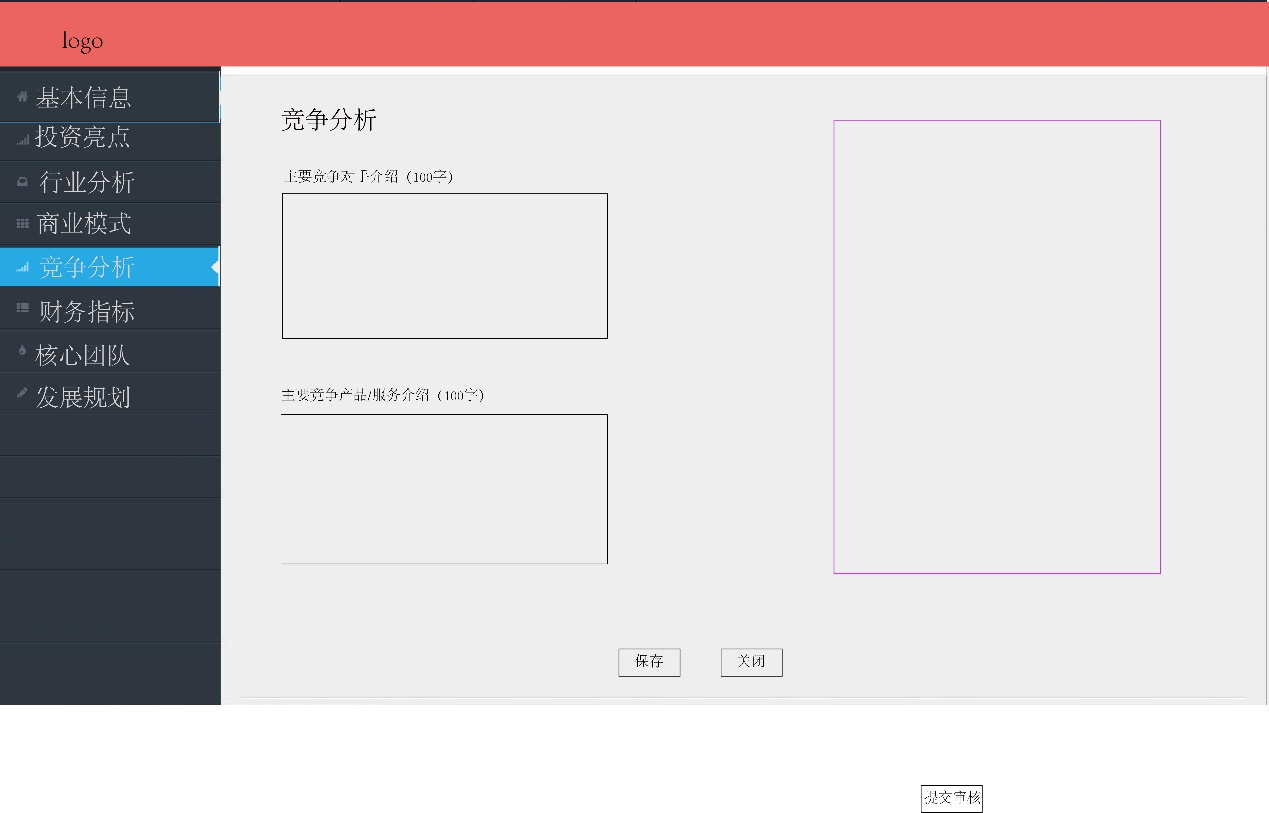 logo
基本信息
投资亮点
行业分析
商业模式
竞争分析
财务指标
核心团队
发展规划
竞争分析
主要竞争对手介绍（100字）
主要竞争产品/服务介绍（100字）
保存
关闭
提交审核